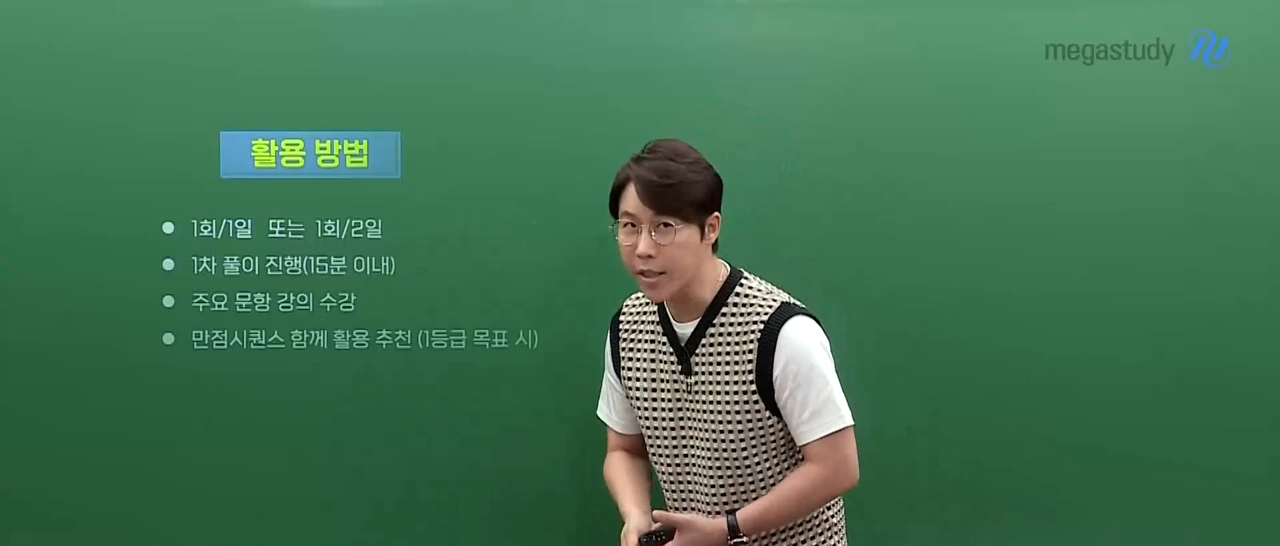 megastudy
활용 방법
1회/1일 또는 1회/2일
1차 풀이 진행(15분 이내)
주요 문항 강의 수강
만점시퀀스 함께 활용 추천 (1등급 목표 시)